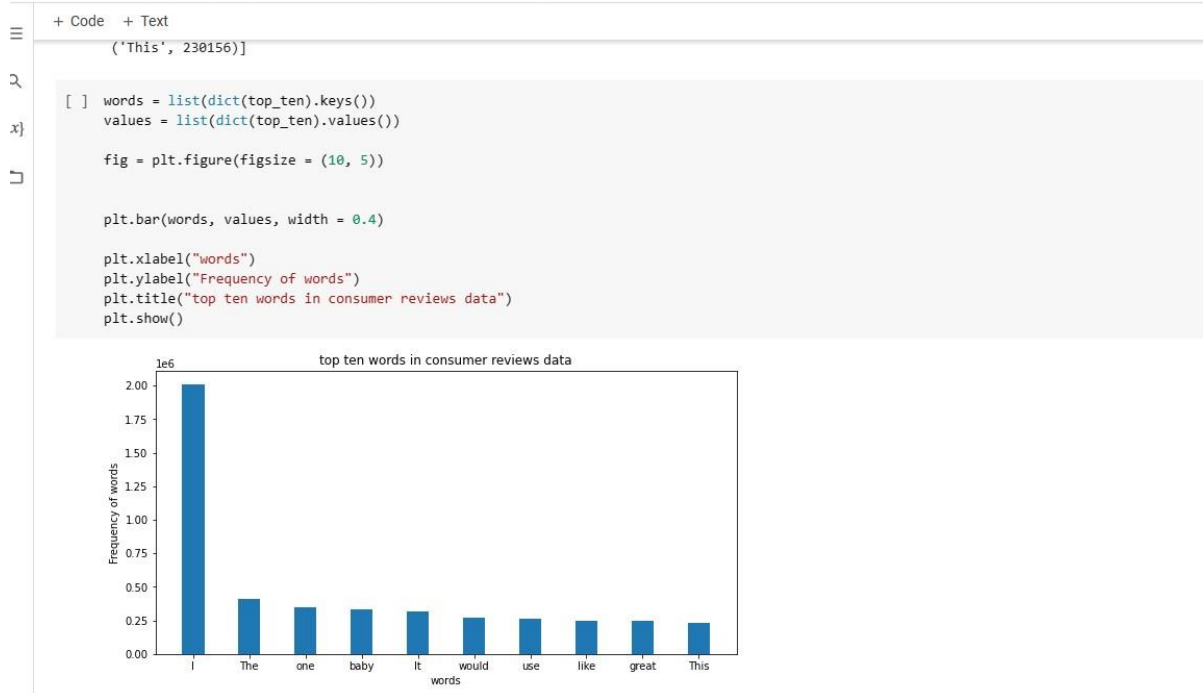 + Code + Text
('This', 230156)]
x}
[ ] words = list(dict(top_ten).keys())
values = list(dict(top_ten).values())
fig = plt.figure(figsize = (10, 5))
plt.bar(words, values, width = 0.4)
plt.xlabel("words")
plt.ylabel("Frequency of words")
plt.title("top ten words in consumer reviews data")
plt.show()
top ten words in consumer reviews data
1e6
2.00
1.75
1.50
1.25
1.00
0.75
0.50
0.25
0.00
Frequency of words
I The one baby It would use like great This
words